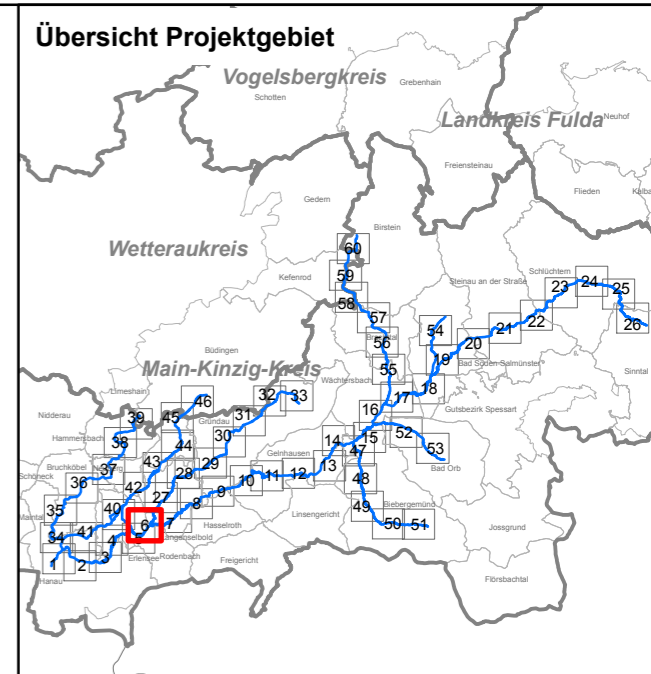 Übersicht Projektgebiet
Vogelsbergkreis
Grebenhain
Schotten
Landkreis Fulda
Neuhof
Freiensteinau
Flieden
Gedern
Birstein
Wetteraukreis
60
Kefenrod
59
58
57
Steinau an der Straße
Schlüchtern
23
24
25
26
22
21
20
54
56
19
Bad Soden-Salmünster
Sinntal
Büdingen
Main-Kinzig-Kreis
55
Wächtersbach
18
17
Gutsbezirk Spessart
Limeshain
46
32
33
Nidderau
39
45
31
16
Gründau
Hammersbach
38
30
15
52
44
14
Gelnhausen
47
53
Bruchköbel
37
43
29
13
Bad Orb
Schöneck
36
28
12
11
10
48
42
27
9
Linsengericht
49
Biebergemünd
35
40
8
50
51
Maintal
41
6
7
Hasselroth
Jossgrund
34
4
5
Erlensee
Rodenbach
Freigericht
3
2
1
Hanau
Flörsbachtal